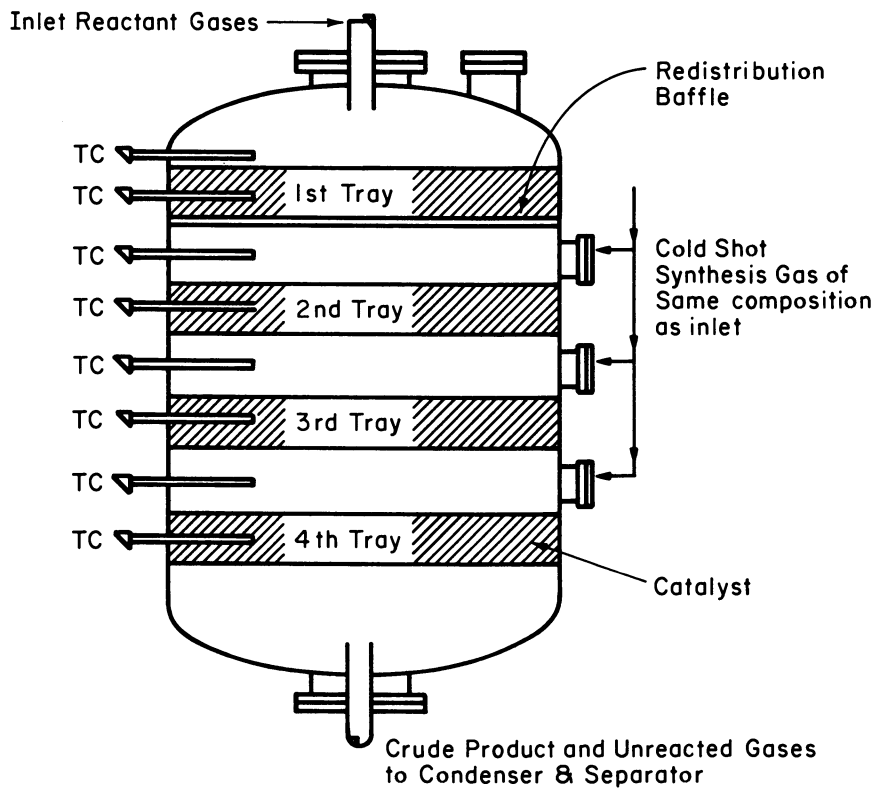 Inlet Reactant Gases
Redistribution
Baffle
TC
TC
1st Tray
TC
Cold Shot
Synthesis Gas of
Same composition
as inlet
TC
2nd Tray
TC
TC
3rd Tray
TC
TC
4th Tray
Catalyst
Crude Product and Unreacted Gases
to Condenser & Separator